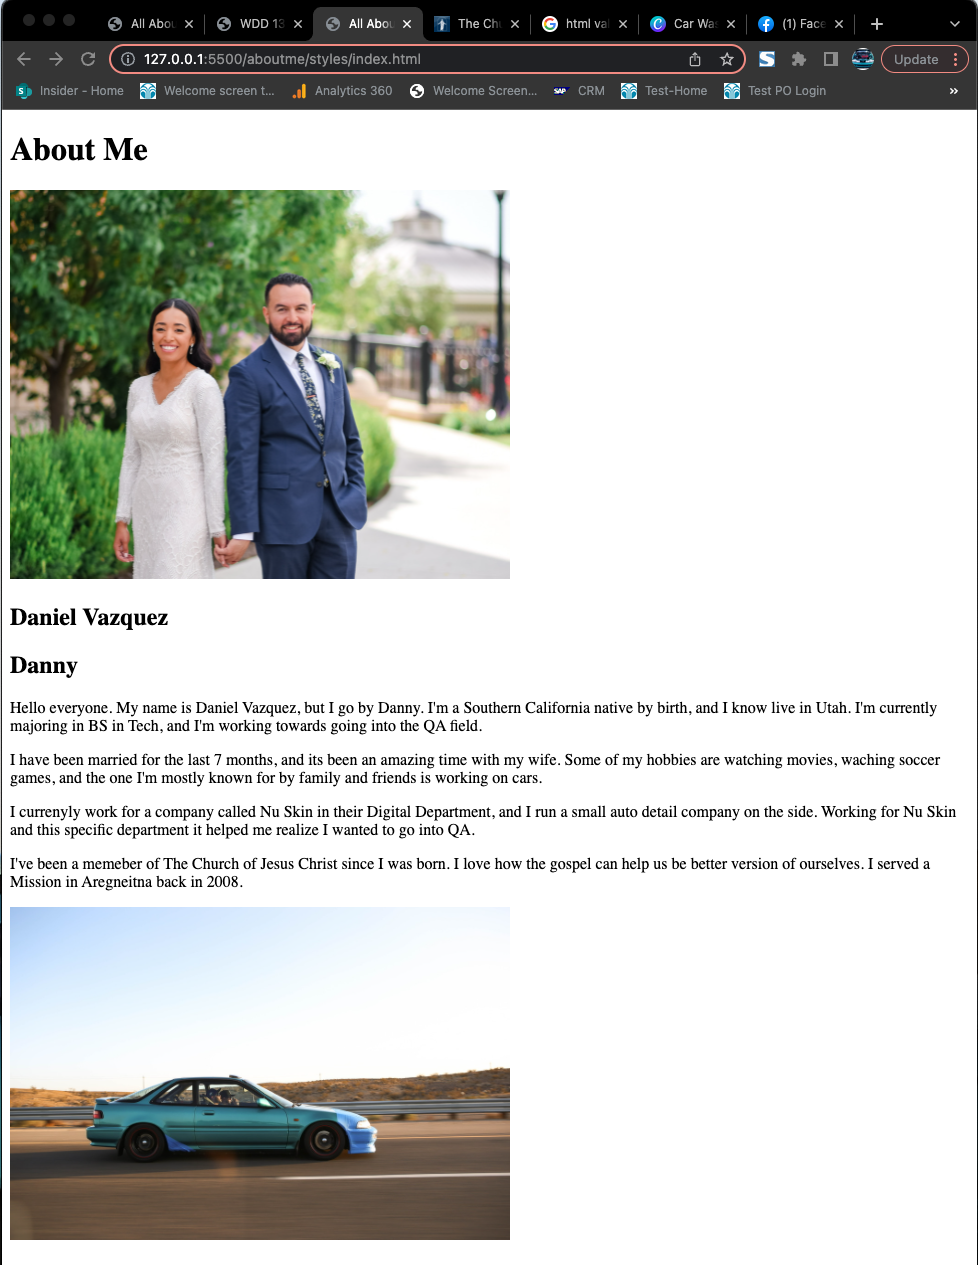 All Abou
WDD 13
All Abou
The Ch
html val
Car Was
(1) Face
127.0.0.1:5500/aboutme/styles/index.html
Update
Insider - Home
Welcome screen t...
Analytics 360
Welcome Screen...
SAP CRM
Test-Home
Test PO Login
»
About Me
Daniel Vazquez
Danny
Hello everyone. My name is Daniel Vazquez, but I go by Danny. I'm a Southern California native by birth, and I know live in Utah. I'm currently
majoring in BS in Tech, and I'm working towards going into the QA field.
I have been married for the last 7 months, and its been an amazing time with my wife. Some of my hobbies are watching movies, waching soccer
games, and the one I'm mostly known for by family and friends is working on cars.
I currenyly work for a company called Nu Skin in their Digital Department, and I run a small auto detail company on the side. Working for Nu Skin
and this specific department it helped me realize I wanted to go into QA.
I've been a memeber of The Church of Jesus Christ since I was born. I love how the gospel can help us be better version of ourselves. I served a
Mission in Aregneitna back in 2008.